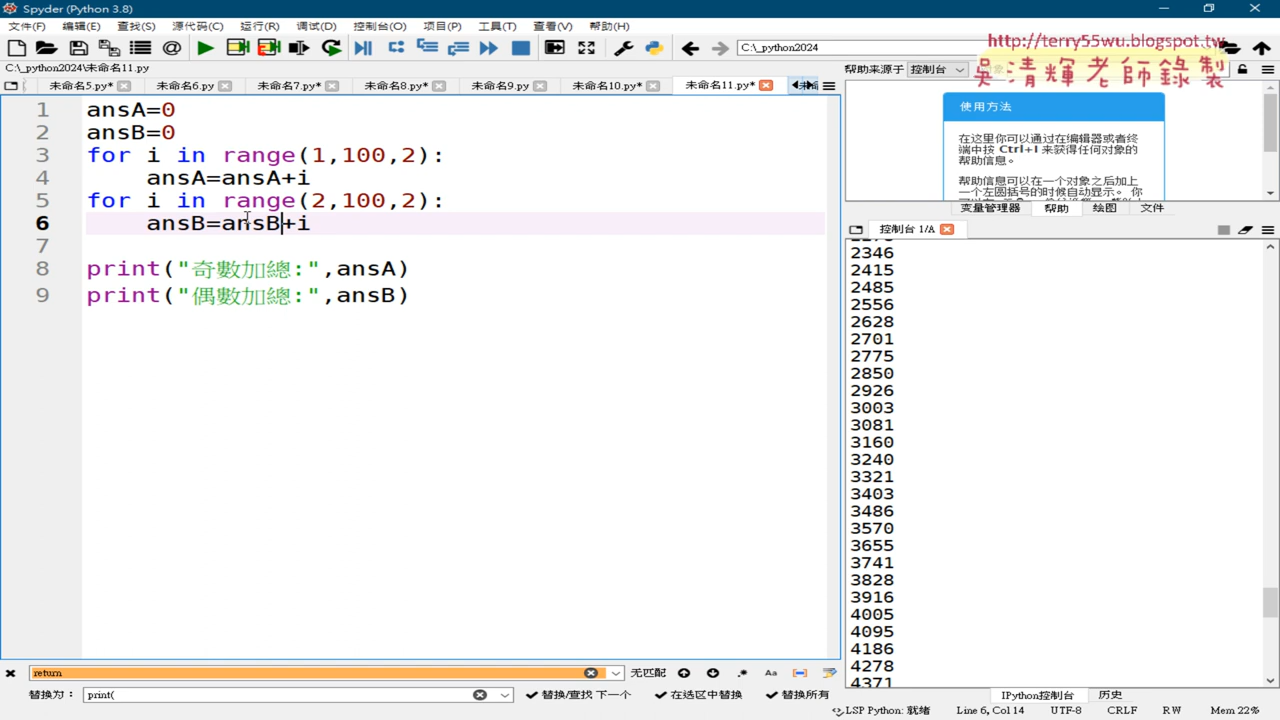 Spyder (Python 3.8)
文件(F) 编辑(E) 查找(S) 源代码(C) 运行(R) 调试(D) 控制台(O) 项目(P) 工具(T) 查看(V) 帮助(H)
C:\_python2024
http://terry55wu.blogspot.tw
吳清輝老師錄製
C:\_python2024\未命名11.py
未命名5.py* 未命名6.py 未命名7.py* 未命名8.py* 未命名9.py 未命名10.py* 未命名11.py*
1 ansA=0
2 ansB=0
3 for i in range(1,100,2):
4 ansA=ansA+i
5 for i in range(2,100,2):
6 ansB=ansB+i
7
8 print("奇數加總:",ansA)
9 print("偶數加總:",ansB)
帮助来源于 控制台
使用方法
在这里你可以通过在编辑器或者终
端中按 Ctrl+I 来获得任何对象的
帮助信息。
帮助信息可以在一个对象之后加上
一个左圆括号的时候自动显示。你
变量管理器 帮助 绘图 文件
控制台 1/A
2346
2415
2485
2556
2628
2701
2775
2850
2926
3003
3081
3160
3240
3321
3403
3486
3570
3655
3741
3828
3916
4005
4095
4186
4278
4371
return 无匹配 Aa
替换为: print( 替换/查找 下一个 在选区中替换 替换所有
IPython控制台 历史
LSP Python: 就绪 Line 6, Col 14 UTF-8 CRLF RW Mem 22%